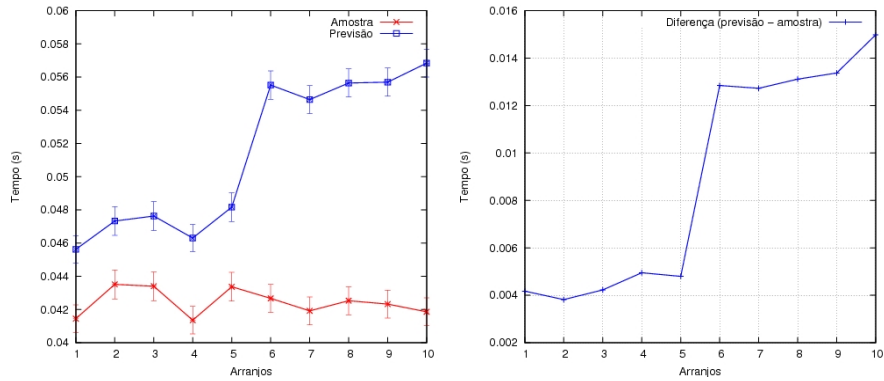 0.06
0.058
0.056
0.054
0.052
0.05
0.048
0.046
0.044
0.042
0.04
Tempo (s)
Amostra
Previsão
1 2 3 4 5 6 7 8 9 10
Arranjos
0.016
0.014
0.012
0.01
0.008
0.006
0.004
0.002
Tempo (s)
Diferença (previsão − amostra)
1 2 3 4 5 6 7 8 9 10
Arranjos